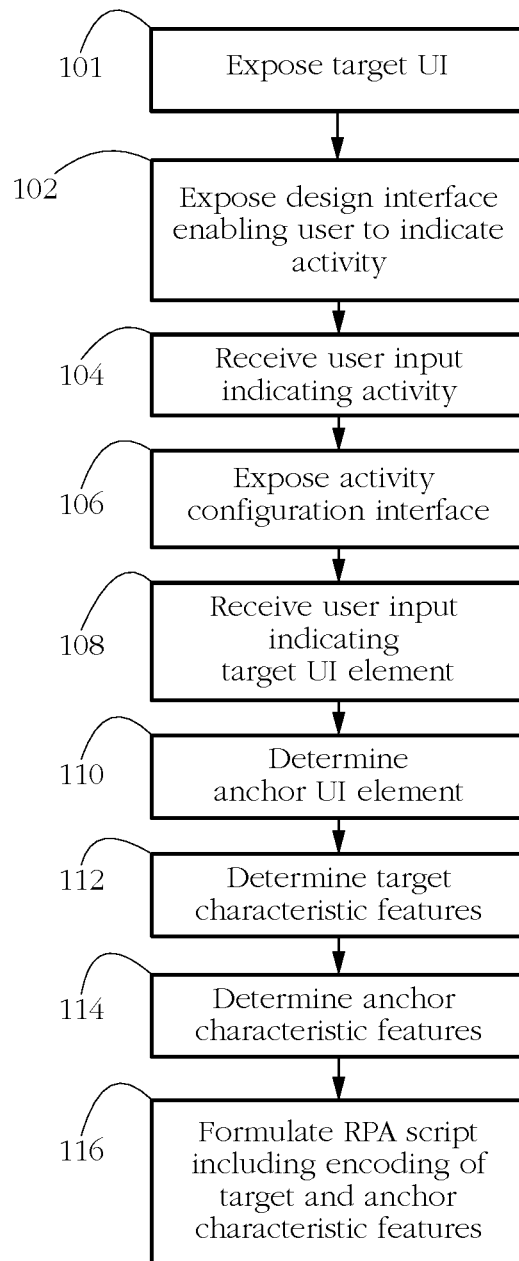 101
Expose target UI
102
Expose design interface
enabling user to indicate
activity
104
Receive user input
indicating activity
106
Expose activity
configuration interface
108
Receive user input
indicating
target UI element
110
Determine
anchor UI element
112
Determine target
characteristic features
114
Determine anchor
characteristic features
116
Formulate RPA script
including encoding of
target and anchor
characteristic features